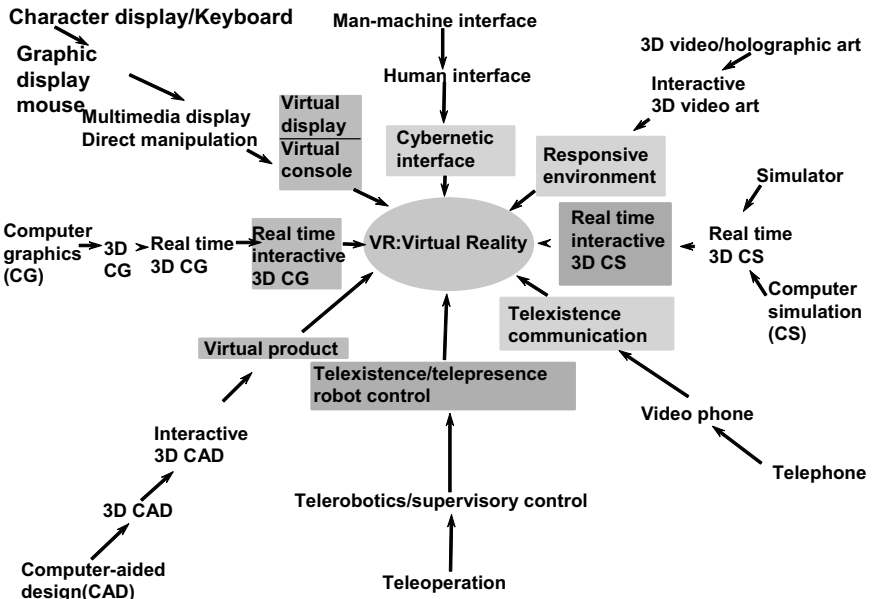 Character display/Keyboard
Graphic
display
mouse
Multimedia display
Direct manipulation
Virtual
display
Virtual
console
Man-machine interface
Human interface
Cybernetic
interface
3D video/holographic art
Interactive
3D video art
Responsive
environment
Simulator
Real time
3D CS
Computer
simulation
(CS)
Real time
interactive
3D CS
Computer
graphics
(CG)
3D
CG
Real time
3D CG
Real time
interactive
3D CG
VR:Virtual Reality
Telexistence
communication
Video phone
Telephone
Virtual product
Interactive
3D CAD
3D CAD
Computer-aided
design(CAD)
Telexistence/telepresence
robot control
Telerobotics/supervisory control
Teleoperation